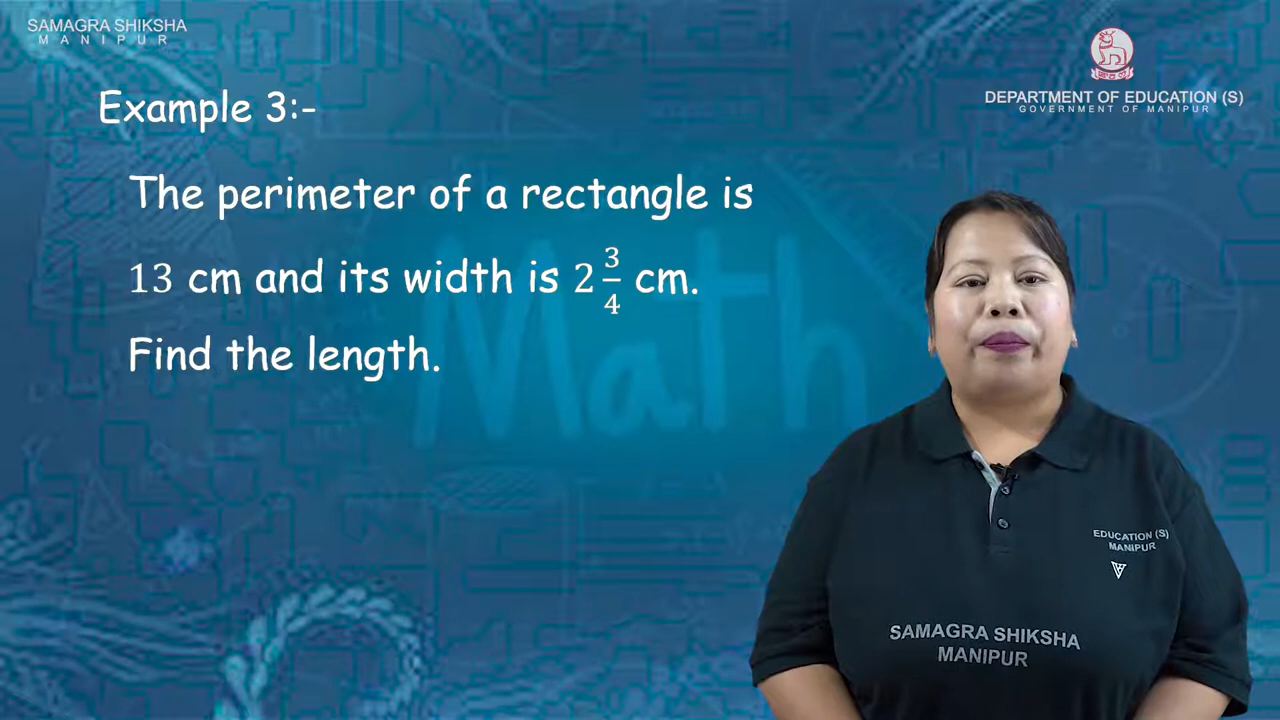 SAMAGRA SHIKSHA
MANIPUR
DEPARTMENT OF EDUCATION (S)
GOVERNMENT OF MANIPUR
Example 3:-
The perimeter of a rectangle is
13 cm and its width is 2 3/4 cm.
Find the length.
Math
EDUCATION (S)
MANIPUR
SAMAGRA SHIKSHA
MANIPUR